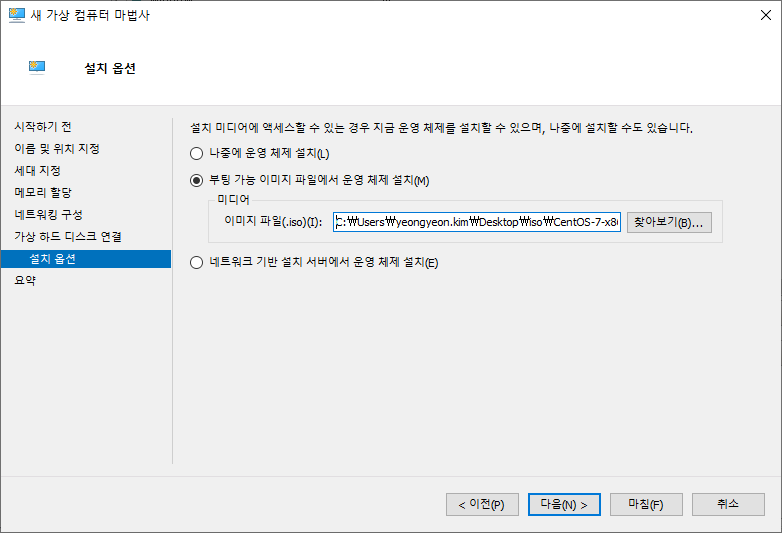 새 가상 컴퓨터 마법사
설치 옵션
시작하기 전
이름 및 위치 지정
세대 지정
메모리 할당
네트워킹 구성
가상 하드 디스크 연결
설치 옵션
요약
설치 미디어에 액세스할 수 있는 경우 지금 운영 체제를 설치할 수 있으며, 나중에 설치할 수도 있습니다.
나중에 운영 체제 설치(L)
부팅 가능 이미지 파일에서 운영 체제 설치(M)
미디어
이미지 파일(.iso)(I): C:₩Users₩yeongyeon.kim₩Desktop₩iso₩CentOS-7-x8 찾아보기(B)...
네트워크 기반 설치 서버에서 운영 체제 설치(E)
< 이전(P) 다음(N) > 마침(F) 취소